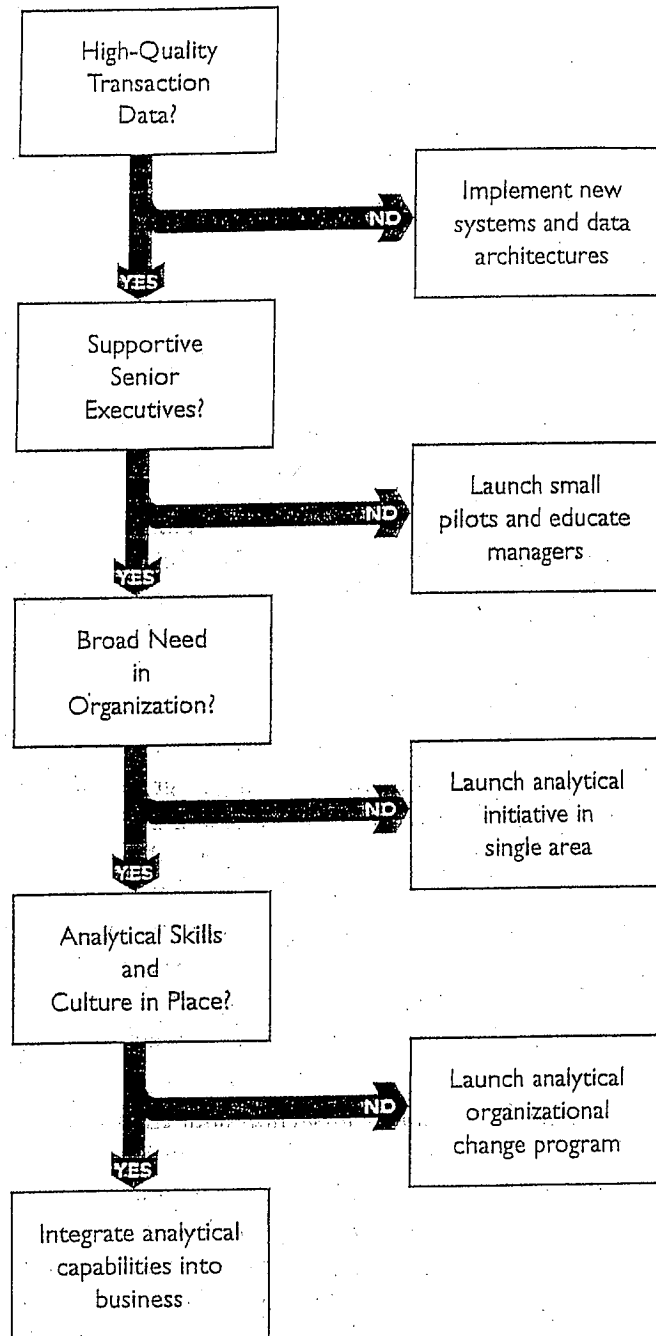 High-Quality
Transaction
Data?
NO
Implement new
systems and data
architectures
YES
Supportive
Senior
Executives?
NO
Launch small
pilots and educate
managers
YES
Broad Need
in
Organization?
NO
Launch analytical
initiative in
single area
YES
Analytical Skills
and
Culture in Place?
NO
Launch analytical
organizational
change program
YES
Integrate analytical
capabilities into
business